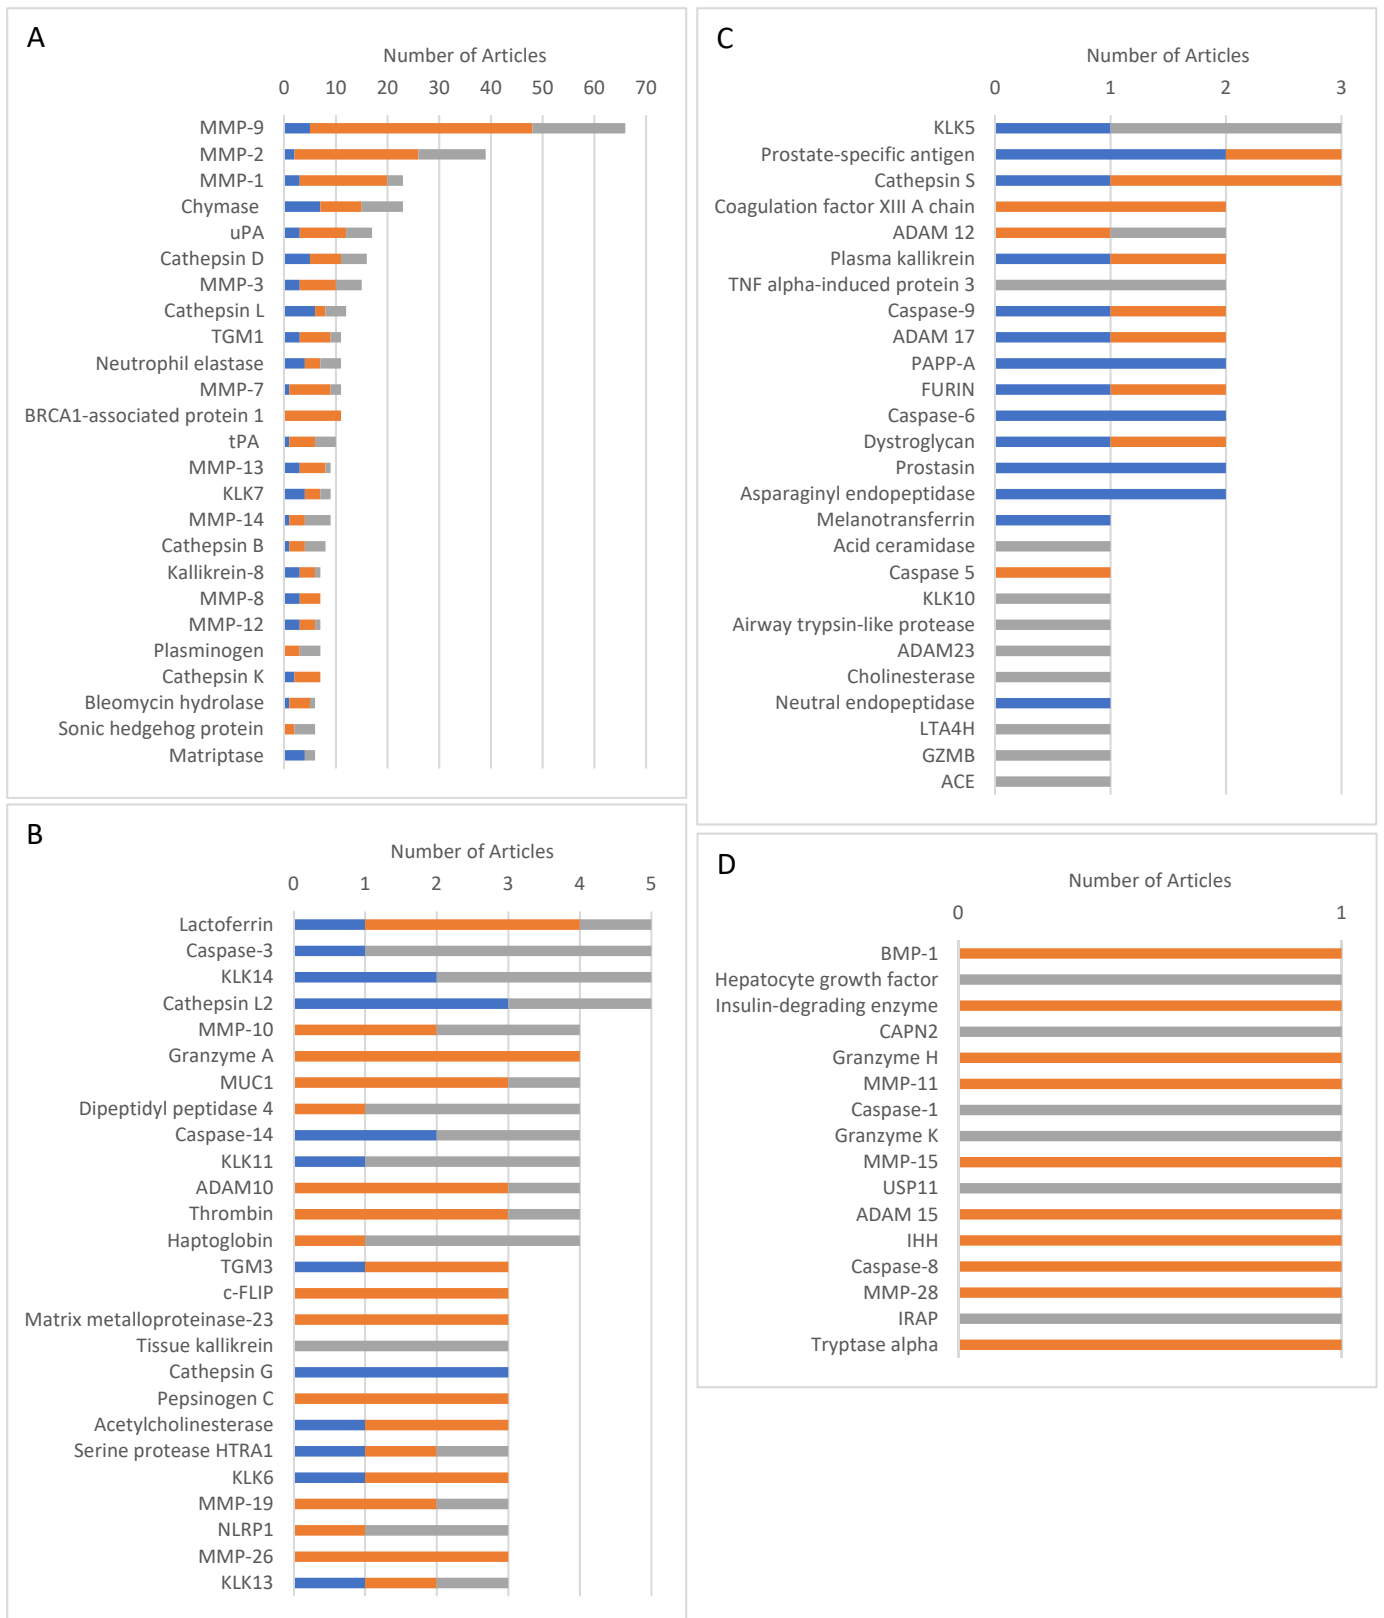 A
Number of Articles
0 10 20 30 40 50 60 70
MMP-9
MMP-2
MMP-1
Chymase
uPA
Cathepsin D
MMP-3
Cathepsin L
TGM1
Neutrophil elastase
MMP-7
BRCA1-associated protein 1
tPA
MMP-13
KLK7
MMP-14
Cathepsin B
Kallikrein-8
MMP-8
MMP-12
Plasminogen
Cathepsin K
Bleomycin hydrolase
Sonic hedgehog protein
Matriptase
B
Number of Articles
0 1 2 3 4 5
Lactoferrin
Caspase-3
KLK14
Cathepsin L2
MMP-10
Granzyme A
MUC1
Dipeptidyl peptidase 4
Caspase-14
KLK11
ADAM10
Thrombin
Haptoglobin
TGM3
c-FLIP
Matrix metalloproteinase-23
Tissue kallikrein
Cathepsin G
Pepsinogen C
Acetylcholinesterase
Serine protease HTRA1
KLK6
MMP-19
NLRP1
MMP-26
KLK13
C
Number of Articles
0 1 2 3
KLK5
Prostate-specific antigen
Cathepsin S
Coagulation factor XIII A chain
ADAM 12
Plasma kallikrein
TNF alpha-induced protein 3
Caspase-9
ADAM 17
PAPP-A
FURIN
Caspase-6
Dystroglycan
Prostasin
Asparaginyl endopeptidase
Melanotransferrin
Acid ceramidase
Caspase 5
KLK10
Airway trypsin-like protease
ADAM23
Cholinesterase
Neutral endopeptidase
LTA4H
GZMB
ACE
D
Number of Articles
0 1
BMP-1
Hepatocyte growth factor
Insulin-degrading enzyme
CAPN2
Granzyme H
MMP-11
Caspase-1
Granzyme K
MMP-15
USP11
ADAM 15
IHH
Caspase-8
MMP-28
IRAP
Tryptase alpha